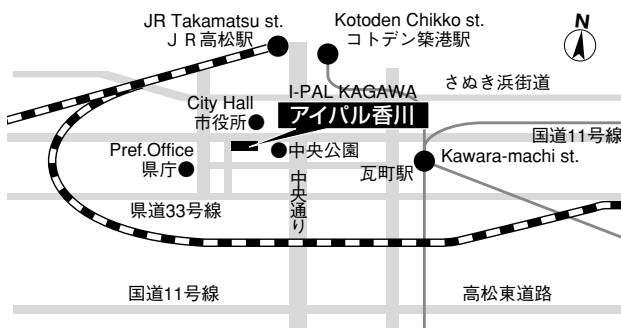 JR Takamatsu st.
ＪＲ高松駅
Kotoden Chikko st.
コトデン築港駅
N
さぬき浜街道
I-PAL KAGAWA
アイパル香川
City Hall
市役所
国道11号線
Pref.Office
県庁
中央公園
Kawara-machi st.
瓦町駅
中央通り
県道33号線
国道11号線
高松東道路